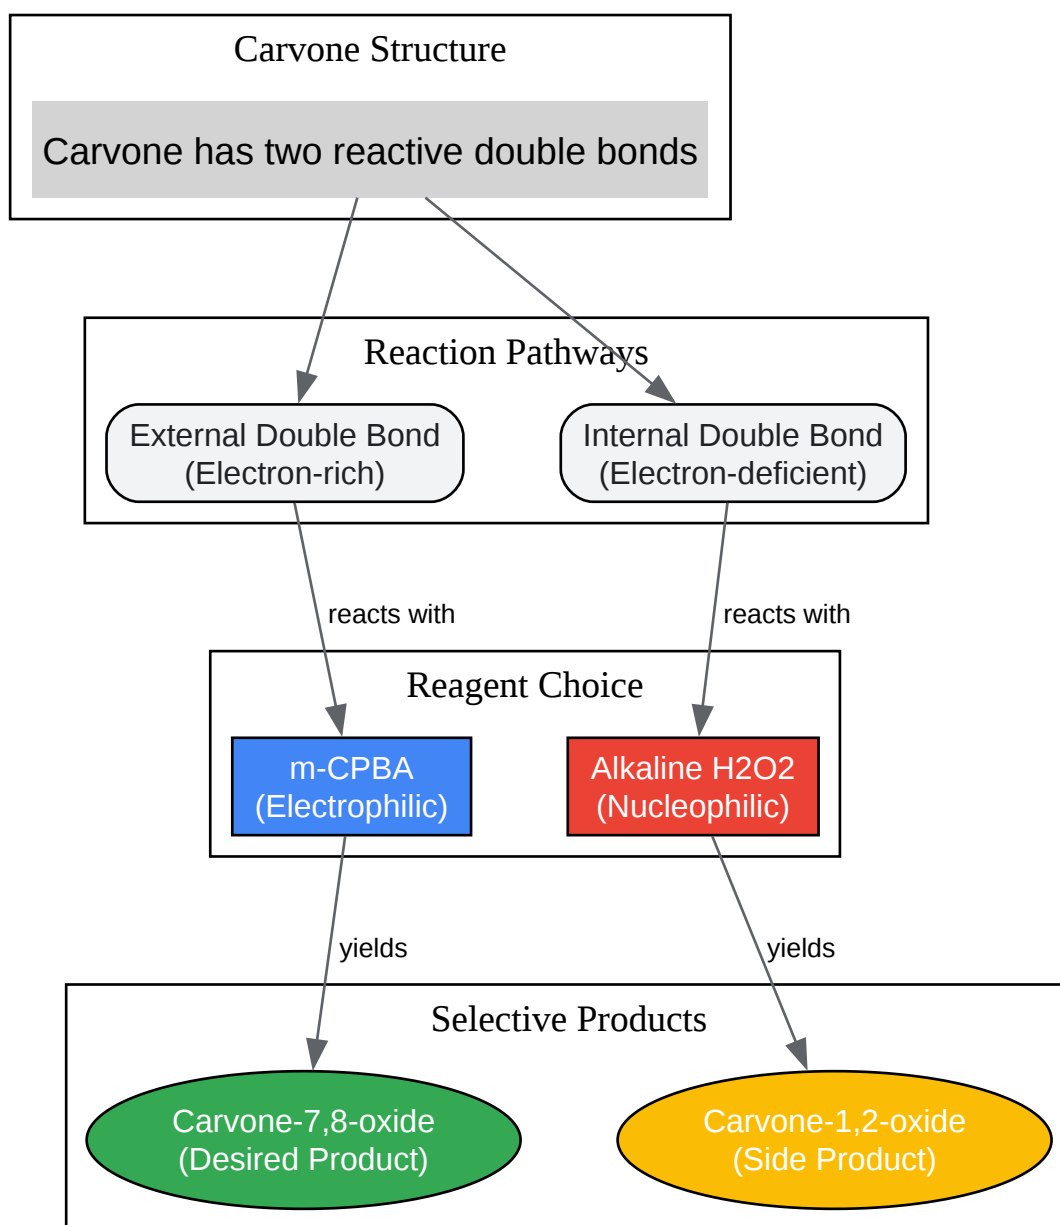 Carvone Structure
Carvone has two reactive double bonds
Reaction Pathways
External Double Bond
(Electron-rich)
Internal Double Bond
(Electron-deficient)
reacts with
reacts with
Reagent Choice
m-CPBA
(Electrophilic)
Alkaline H2O2
(Nucleophilic)
yields
yields
Selective Products
Carvone-7,8-oxide
(Desired Product)
Carvone-1,2-oxide
(Side Product)